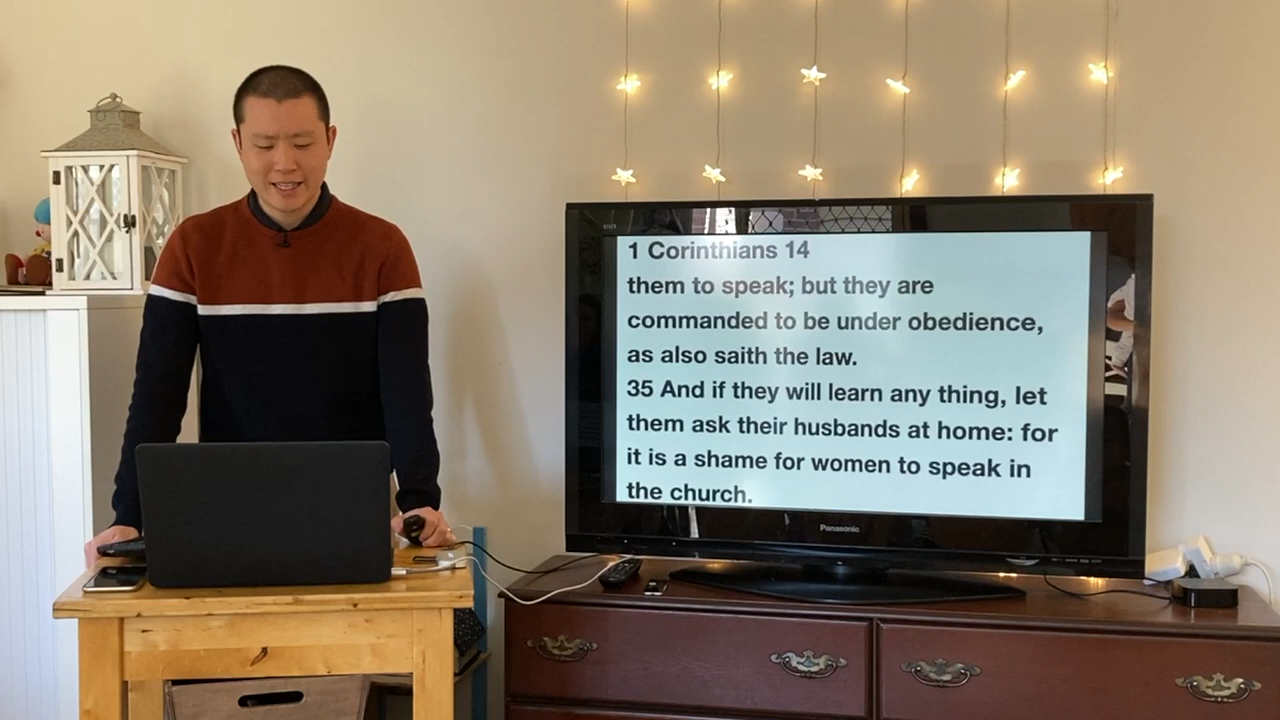 1 Corinthians 14
them to speak; but they are
commanded to be under obedience,
as also saith the law.
35 And if they will learn any thing, let
them ask their husbands at home: for
it is a shame for women to speak in
the church.
Panasonic